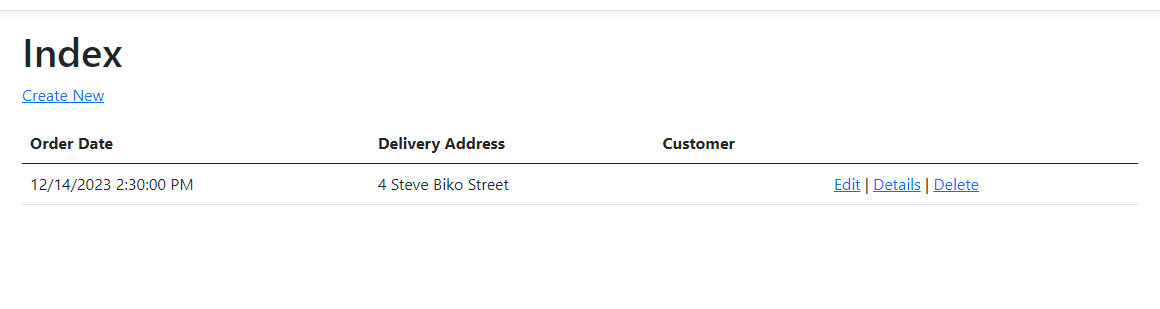 Index
Create New
Order Date Delivery Address Customer
12/14/2023 2:30:00 PM 4 Steve Biko Street Edit | Details | Delete